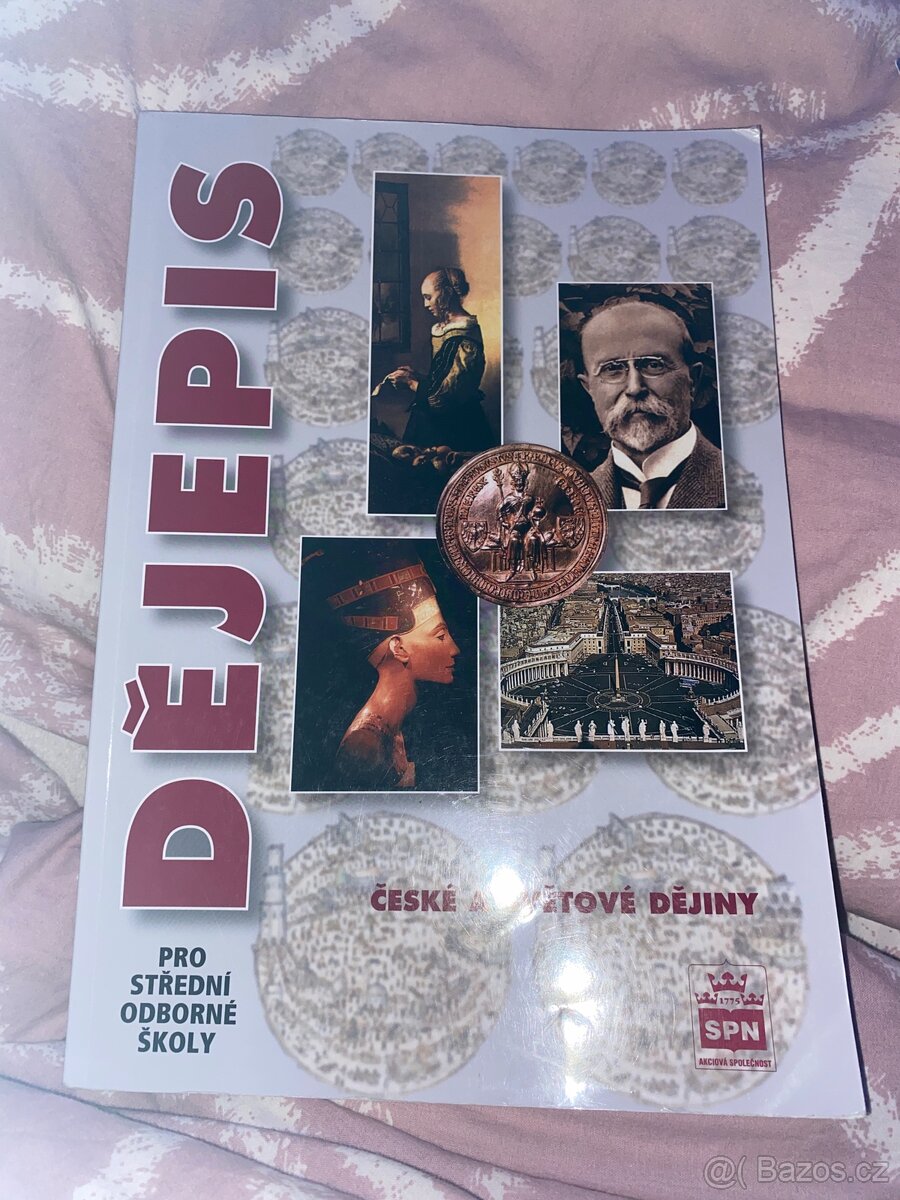 DĚJEPIS
PRO
STŘEDNÍ
ODBORNÉ
ŠKOLY
ČESKÉ A SVĚTOVÉ DĚJINY
1775
SPN
AKCIOVÁ SPOLEČNOST
@( Bazos.cz